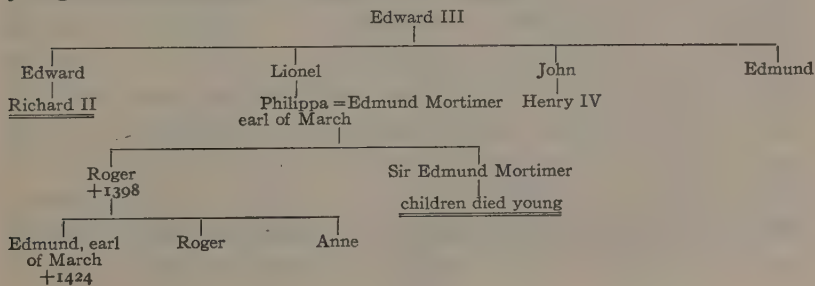 Edward III
Edward Lionel John Edmund
Richard II Philippa = Edmund Mortimer Henry IV
earl of March
Roger Sir Edmund Mortimer
+1398 children died young
Edmund, earl Roger Anne
of March
+1424